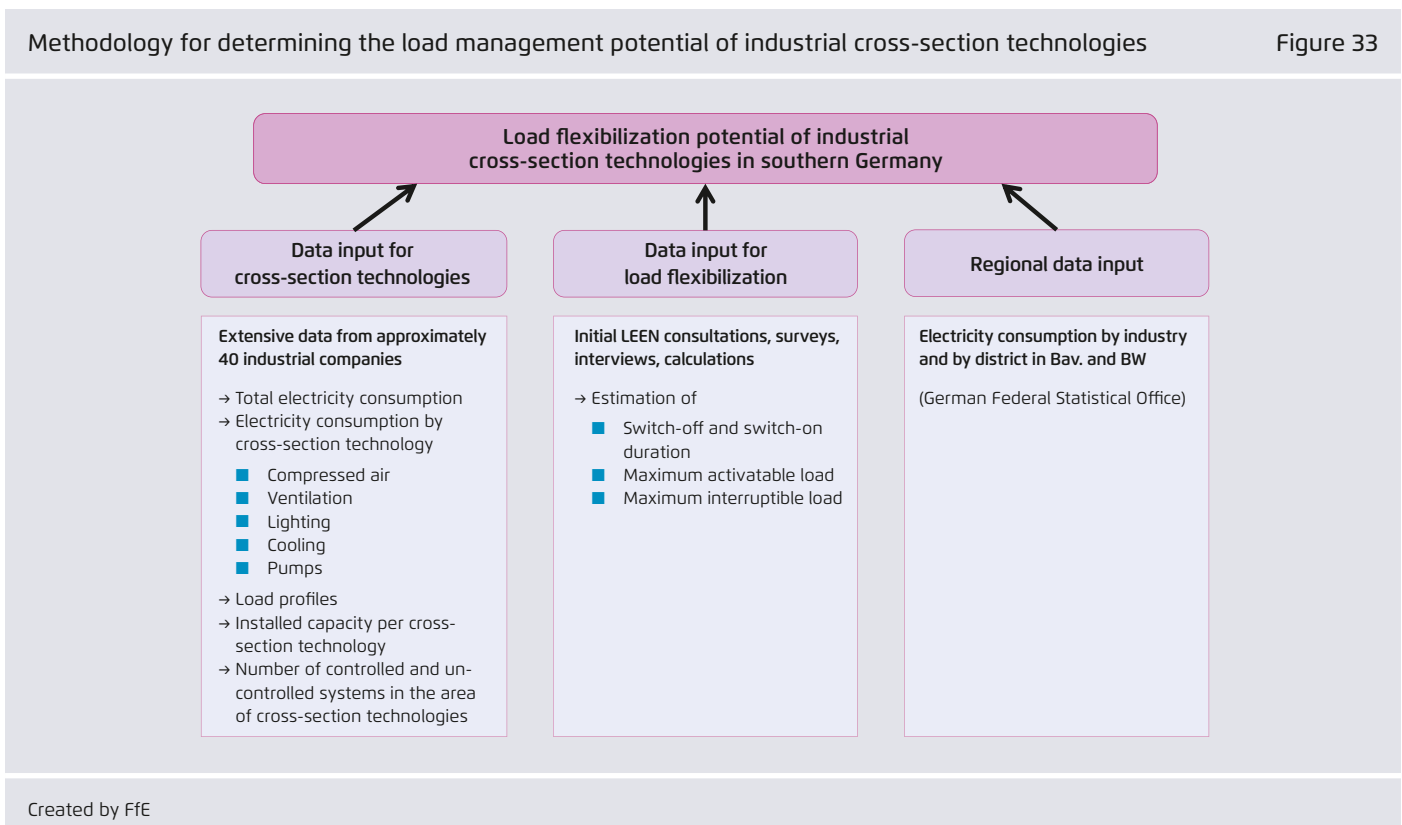 Methodology for determining the load management potential of industrial cross-section technologies
Figure 33
Load flexibilization potential of industrial
cross-section technologies in southern Germany
Data input for
cross-section technologies
Extensive data from approximately
40 industrial companies
→ Total electricity consumption
→ Electricity consumption by
cross-section technology
■ Compressed air
■ Ventilation
■ Lighting
■ Cooling
■ Pumps
→ Load profiles
→ Installed capacity per cross-
section technology
→ Number of controlled and un-
controlled systems in the area
of cross-section technologies
Data input for
load flexibilization
Initial LEEN consultations, surveys,
interviews, calculations
→ Estimation of
■ Switch-off and switch-on
duration
■ Maximum activatable load
■ Maximum interruptible load
Regional data input
Electricity consumption by industry
and by district in Bav. and BW
(German Federal Statistical Office)
Created by FfE